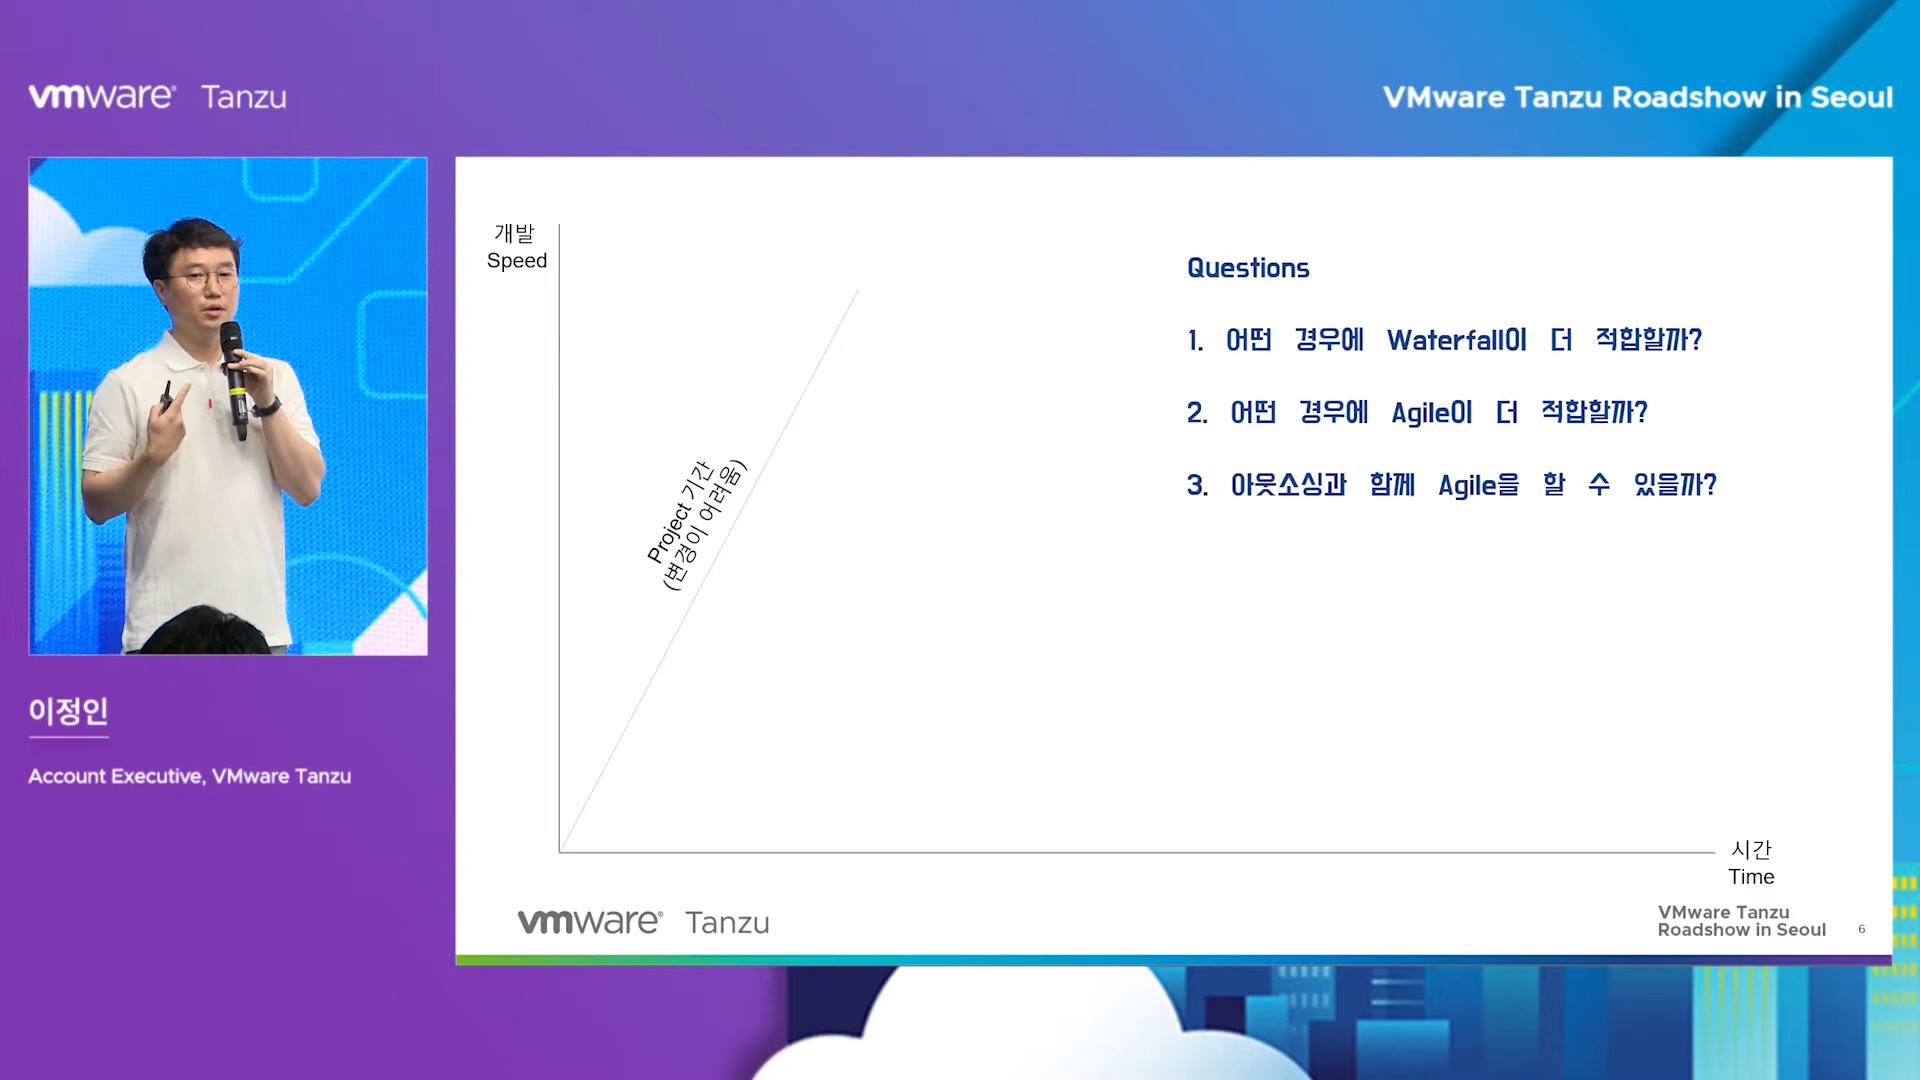 vmware® Tanzu
VMware Tanzu Roadshow in Seoul
이정인
Account Executive, VMware Tanzu
개발
Speed
Project 기간
(변경이 어려움)
Questions
1. 어떤 경우에 Waterfall이 더 적합할까?
2. 어떤 경우에 Agile이 더 적합할까?
3. 아웃소싱과 함께 Agile을 할 수 있을까?
시간
Time
vmware® Tanzu
VMware Tanzu
Roadshow in Seoul
6